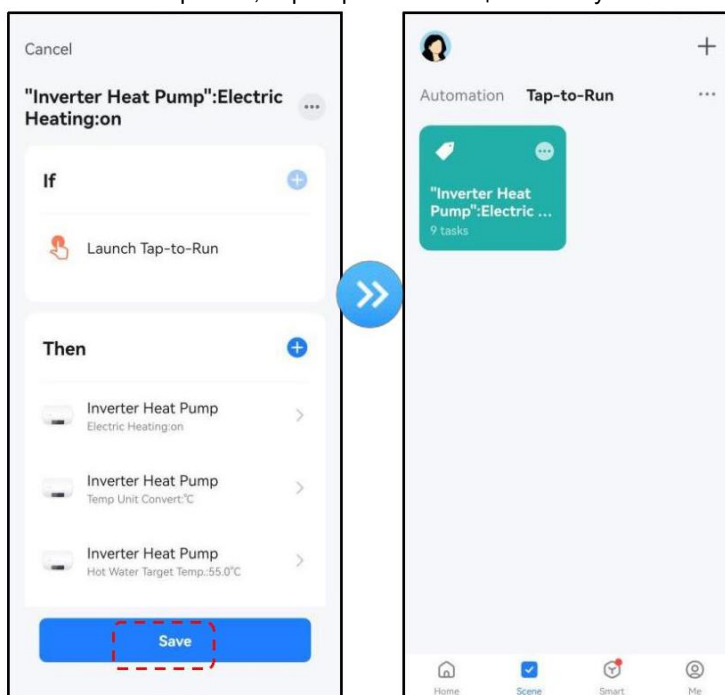 Cancel
"Inverter Heat Pump":Electric
Heating:on
If
Launch Tap-to-Run
Then
Inverter Heat Pump
Electric Heating:on
Inverter Heat Pump
Temp Unit Convert:℃
Inverter Heat Pump
Hot Water Target Temp.:55.0℃
Save
Automation Tap-to-Run
"Inverter Heat
Pump":Electric ...
9 tasks
Home Scene Smart Me